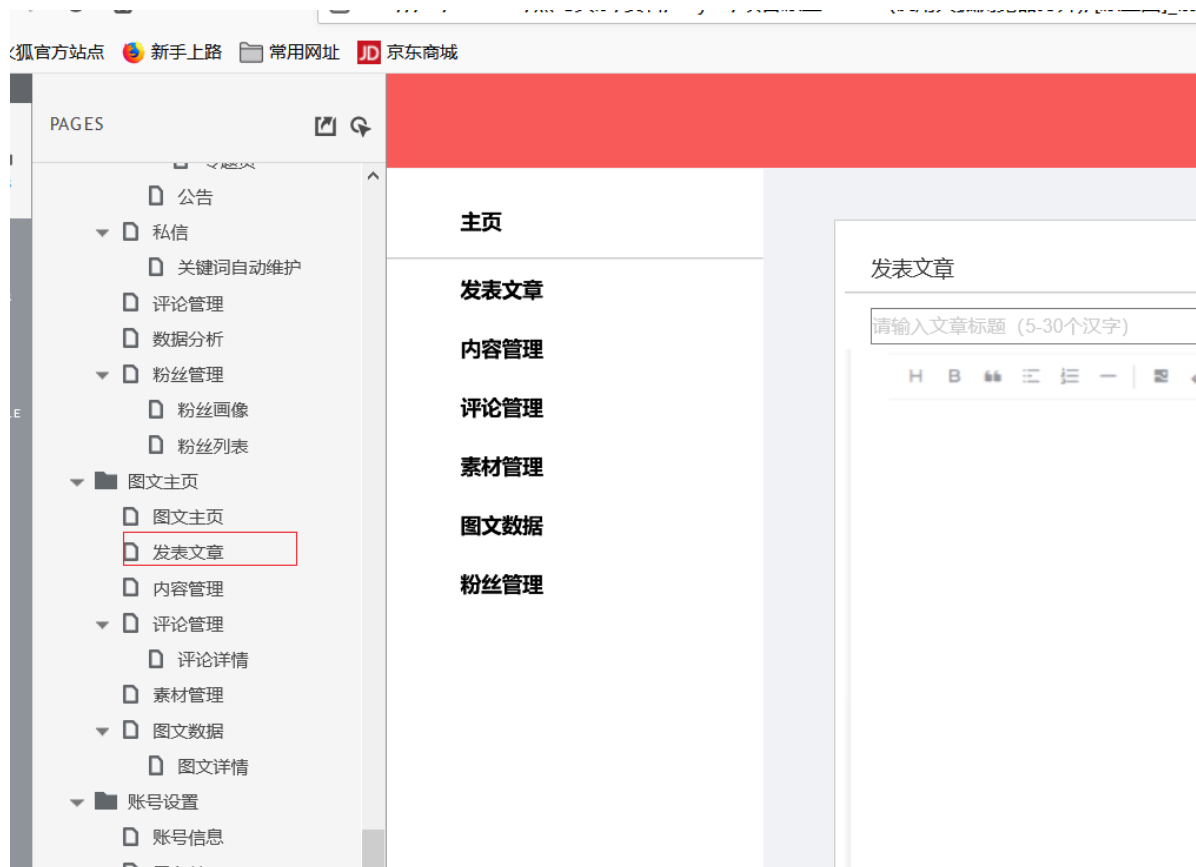 狐官方站点 新手上路 常用网址 JD 京东商城
PAGES
专题页
公告
私信
关键词自动维护
评论管理
数据分析
粉丝管理
粉丝画像
粉丝列表
图文主页
图文主页
发表文章
内容管理
评论管理
评论详情
素材管理
图文数据
图文详情
账号设置
账号信息
主页
发表文章
内容管理
评论管理
素材管理
图文数据
粉丝管理
发表文章
请输入文章标题（5-30个汉字）
H B